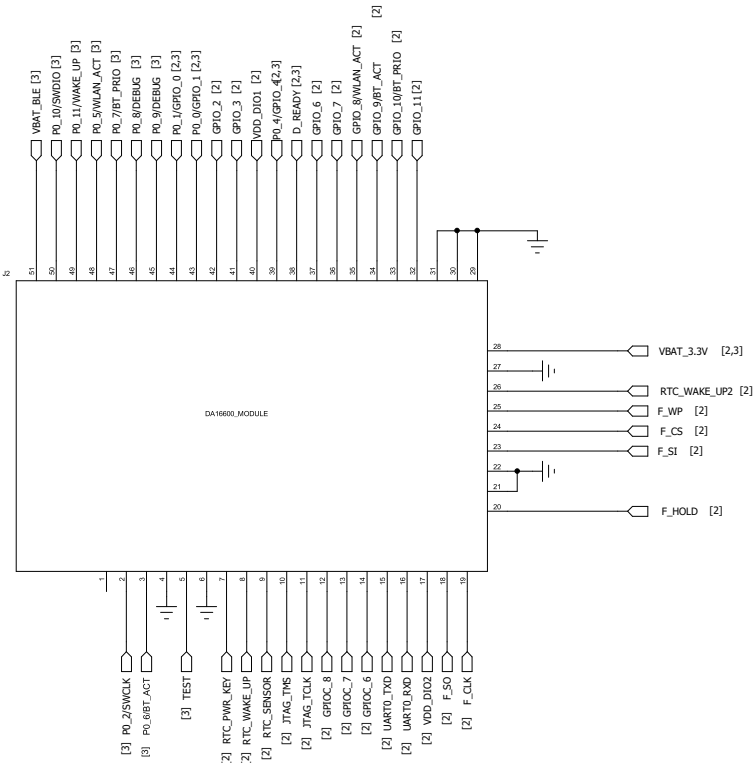 VBAT_BLE [3]
P0_10/SWDIO [3]
P0_11/WAKE_UP [3]
P0_5/WLAN_ACT [3]
P0_7/BT_PRIO [3]
P0_8/DEBUG [3]
P0_9/DEBUG [3]
P0_1/GPIO_0 [2,3]
P0_0/GPIO_1 [2,3]
GPIO_2 [2]
GPIO_3 [2]
VDD_DIO1 [2]
P0_4/GPIO_4[2,3]
D_READY [2,3]
GPIO_6 [2]
GPIO_7 [2]
GPIO_8/WLAN_ACT [2]
GPIO_9/BT_ACT [2]
GPIO_10/BT_PRIO [2]
GPIO_11[2]
J2
51
50
49
48
47
46
45
44
43
42
41
40
39
38
37
36
35
34
33
32
31
30
29
28
VBAT_3.3V [2,3]
27
26
RTC_WAKE_UP2 [2]
25
F_WP [2]
24
F_CS [2]
23
F_SI [2]
22
21
20
F_HOLD [2]
DA16600_MODULE
1
2
3
4
5
6
7
8
9
10
11
12
13
14
15
16
17
18
19
[3] P0_2/SWCLK
[3] P0_6/BT_ACT
[3] TEST
[2] RTC_PWR_KEY
[2] RTC_WAKE_UP
[2] RTC_SENSOR
[2] JTAG_TMS
[2] JTAG_TCLK
[2] GPIOC_8
[2] GPIOC_7
[2] GPIOC_6
[2] UART0_TXD
[2] UART0_RXD
[2] VDD_DIO2
[2] F_SO
[2] F_CLK